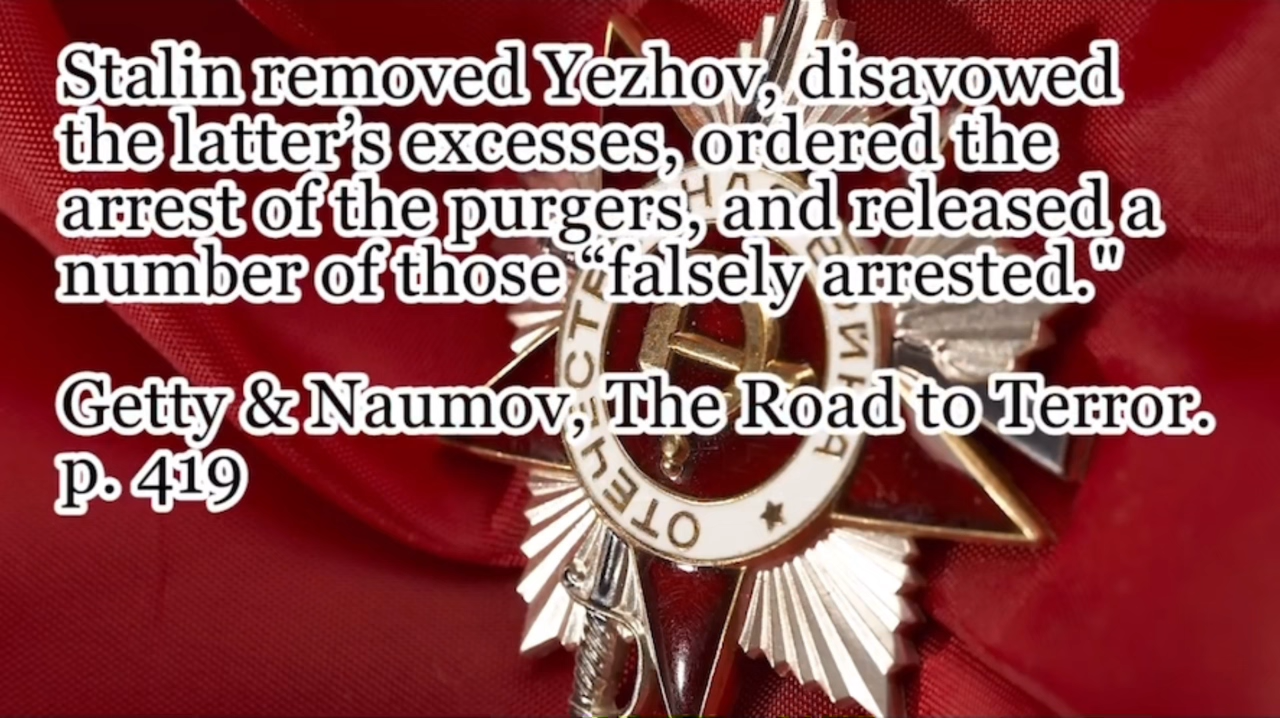 Stalin removed Yezhov, disavowed
the latter’s excesses, ordered the
arrest of the purgers, and released a
number of those “falsely arrested."
Getty & Naumov, The Road to Terror.
p. 419